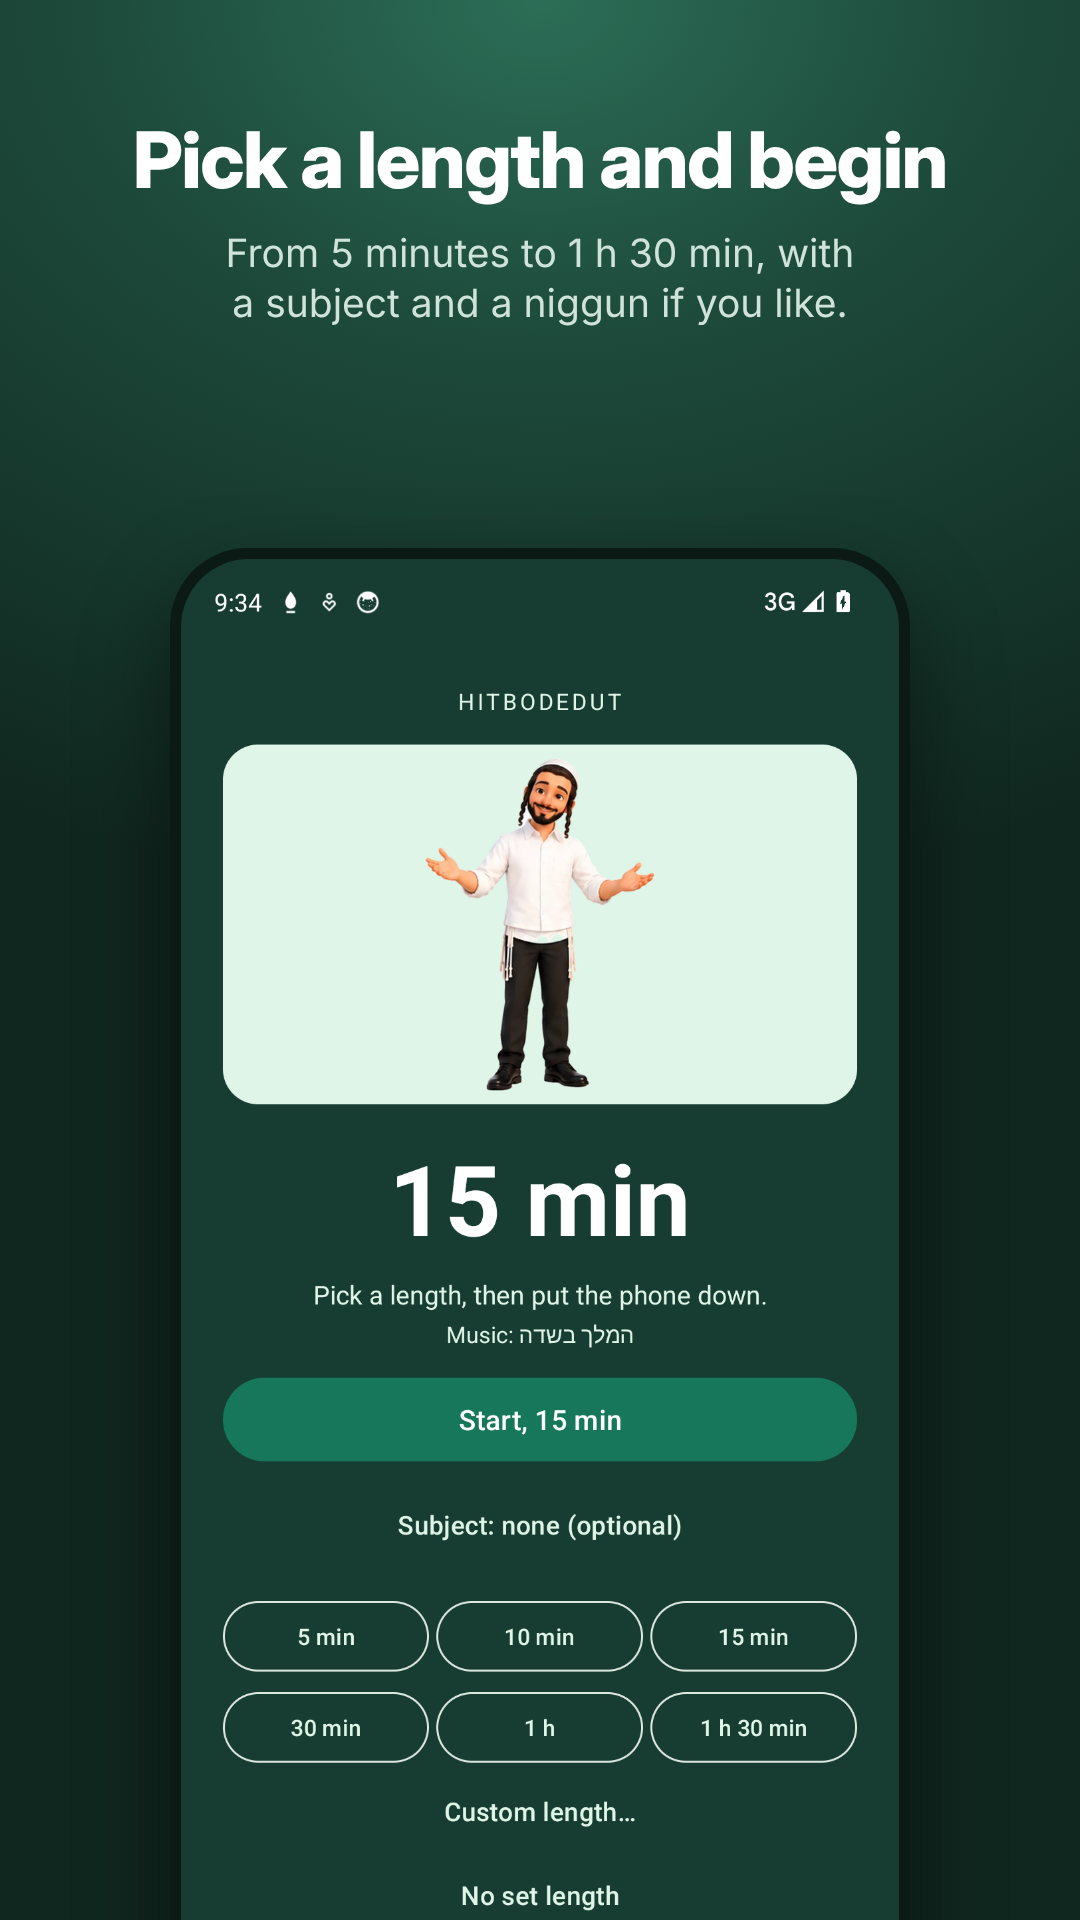 Pick a length and begin
From 5 minutes to 1 h 30 min, with
a subject and a niggun if you like.
9:34 3G
HITBODEDUT
15 min
Pick a length, then put the phone down.
Music: המלך בשדה
Start, 15 min
Subject: none (optional)
5 min 10 min 15 min
30 min 1 h 1 h 30 min
Custom length...
No set length